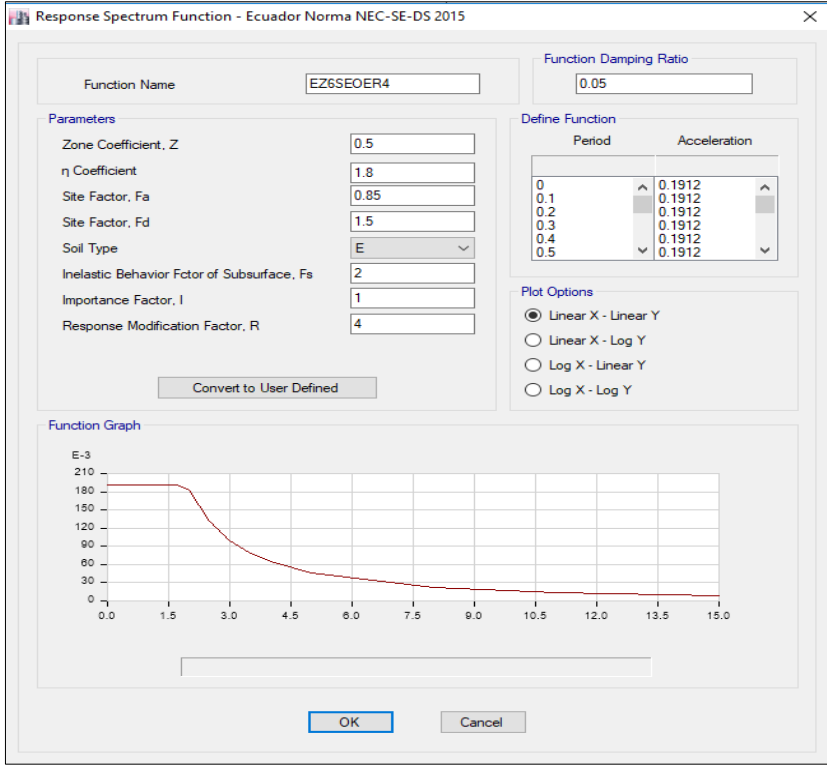 Response Spectrum Function - Ecuador Norma NEC-SE-DS 2015
Function Name EZ6SEOER4
Function Damping Ratio
0.05
Parameters
Zone Coefficient, Z 0.5
η Coefficient 1.8
Site Factor, Fa 0.85
Site Factor, Fd 1.5
Soil Type E
Inelastic Behavior Fctor of Subsurface, Fs 2
Importance Factor, I 1
Response Modification Factor, R 4
Convert to User Defined
Define Function
Period Acceleration
0 0.1912
0.1 0.1912
0.2 0.1912
0.3 0.1912
0.4 0.1912
0.5 0.1912
Plot Options
Linear X - Linear Y
Linear X - Log Y
Log X - Linear Y
Log X - Log Y
Function Graph
E-3
210
180
150
120
90
60
30
0
0.0 1.5 3.0 4.5 6.0 7.5 9.0 10.5 12.0 13.5 15.0
OK Cancel